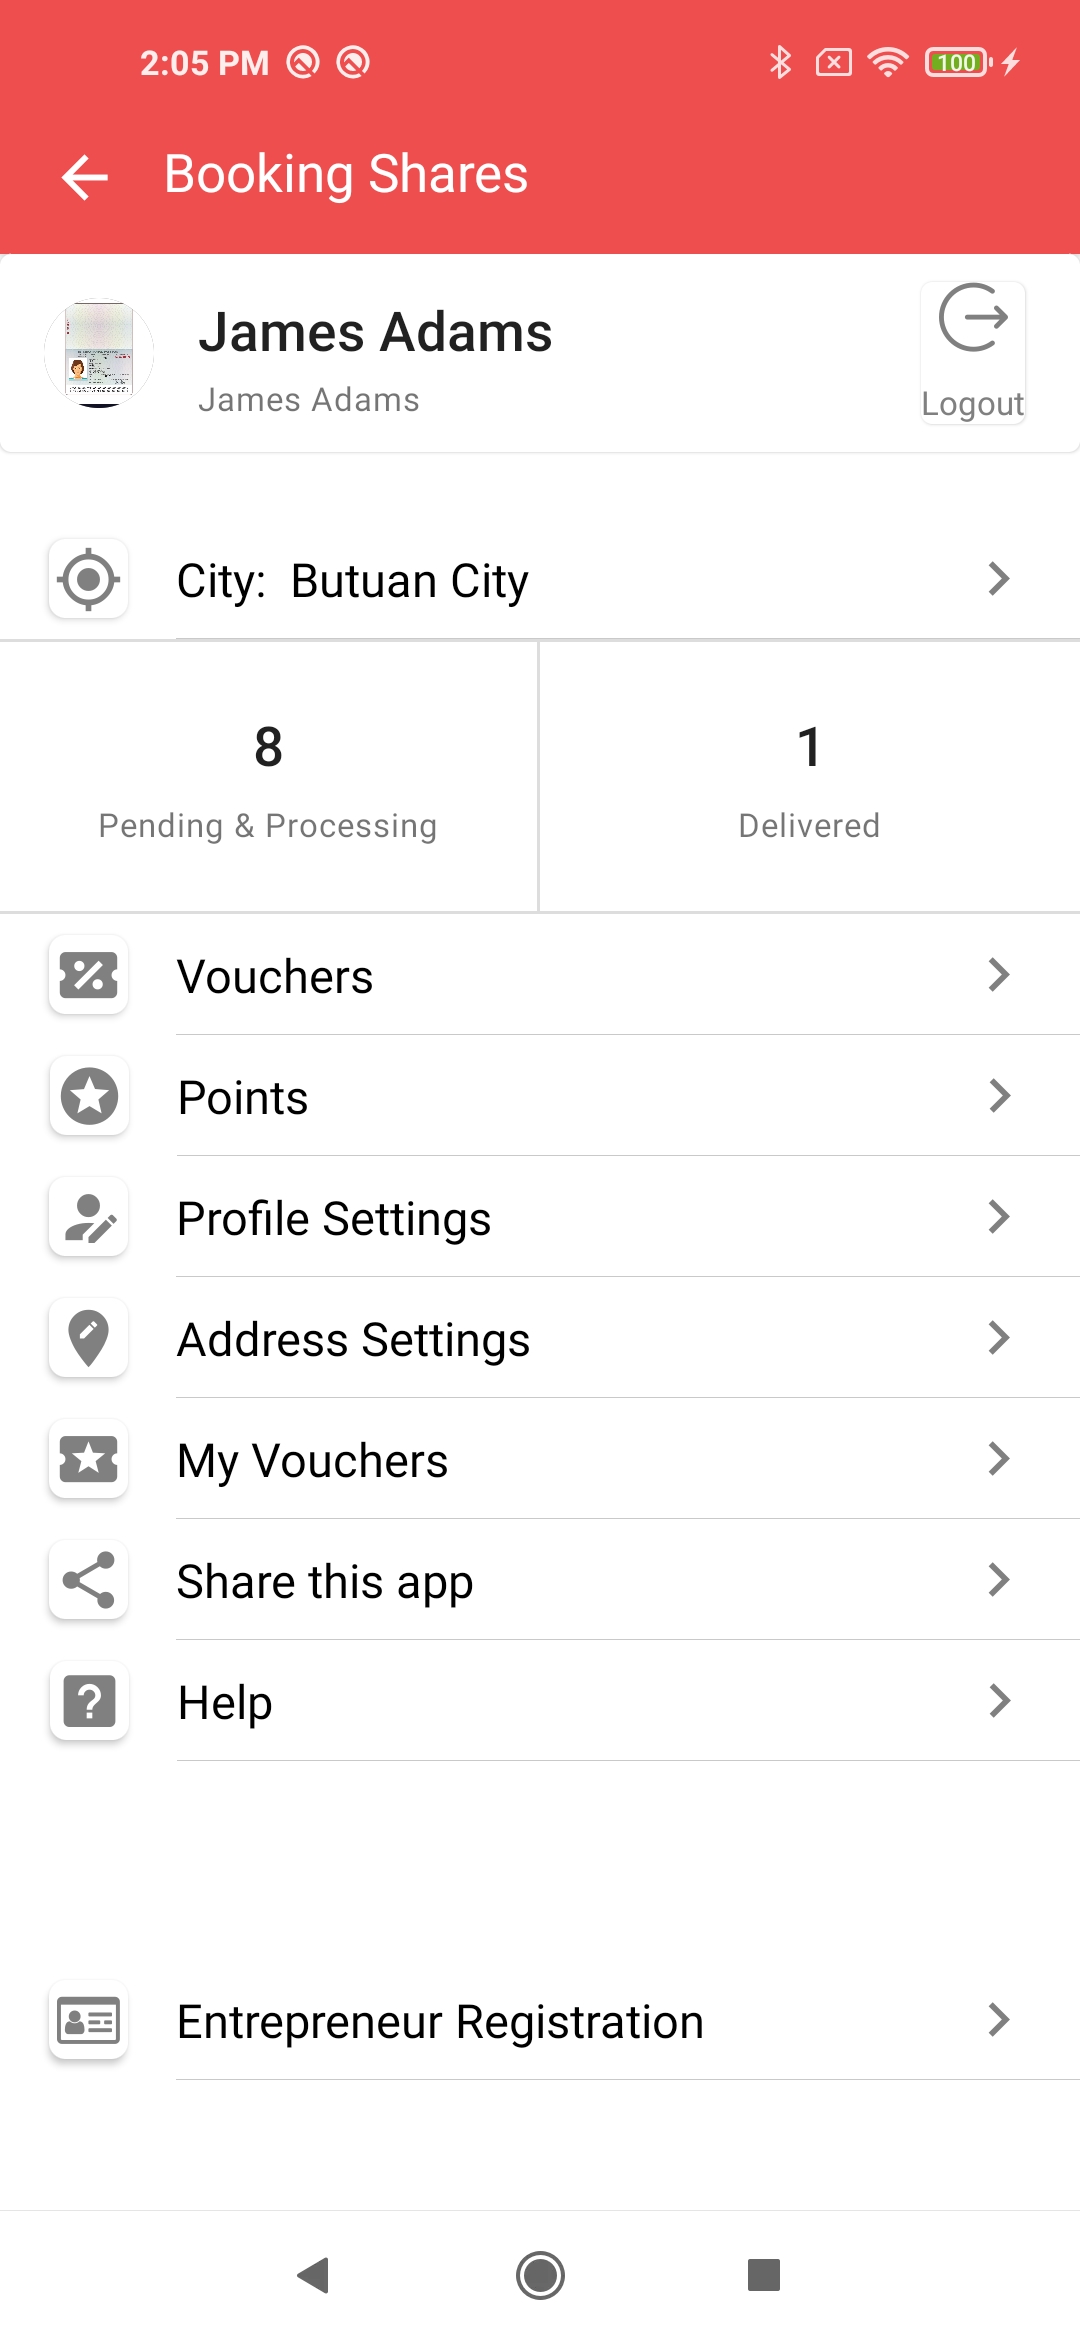 2:05 PM
100
Booking Shares
James Adams
James Adams
Logout
City: Butuan City
8
Pending & Processing
1
Delivered
Vouchers
Points
Profile Settings
Address Settings
My Vouchers
Share this app
Help
Entrepreneur Registration